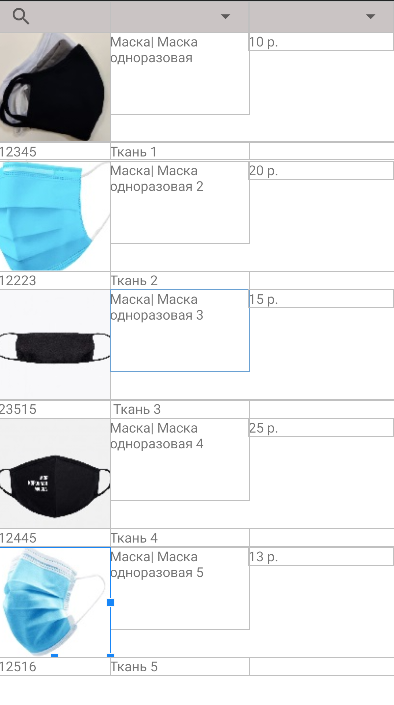 Маска| Маска
одноразовая
10 р.
12345
Ткань 1
Маска| Маска
одноразовая 2
20 р.
12223
Ткань 2
Маска| Маска
одноразовая 3
15 р.
23515
Ткань 3
Маска| Маска
одноразовая 4
25 р.
12445
Ткань 4
Маска| Маска
одноразовая 5
13 р.
12516
Ткань 5